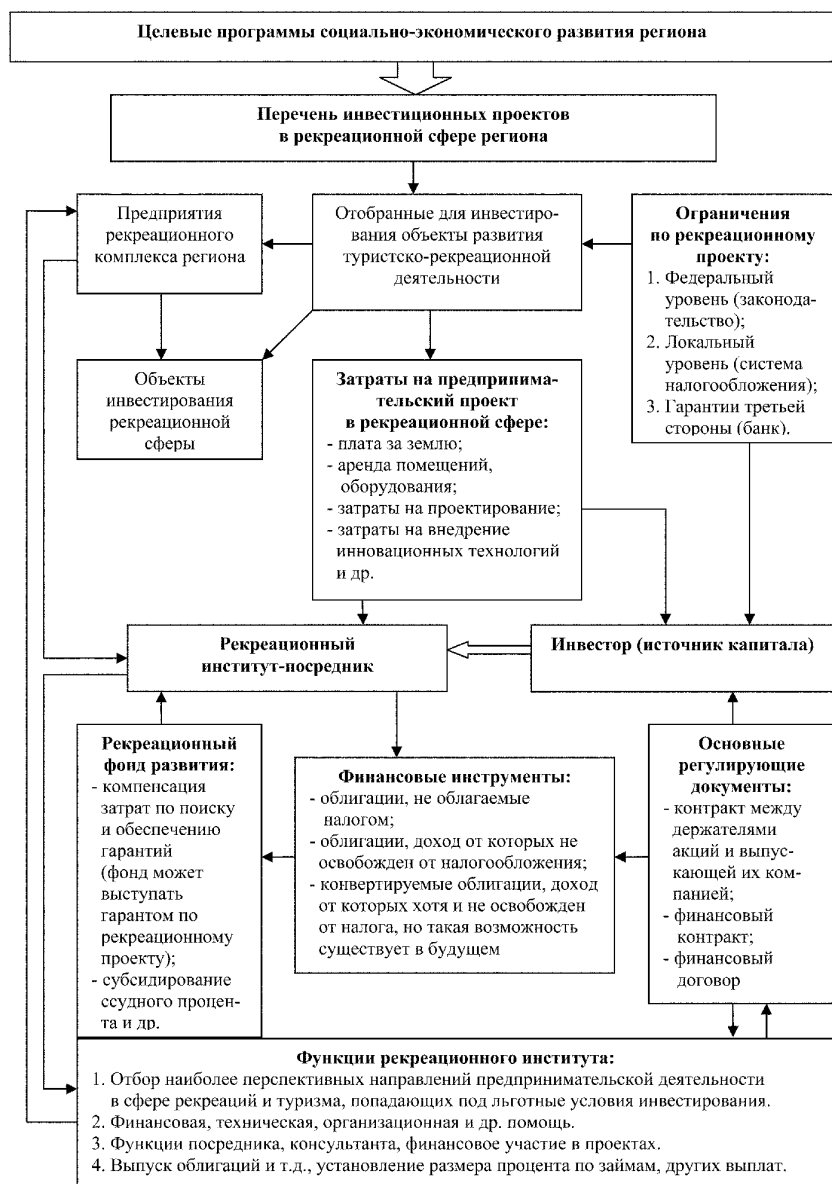 Целевые программы социально-экономического развития региона
Перечень инвестиционных проектов
в рекреационной сфере региона
Предприятия
рекреационного
комплекса региона
Отобранные для инвестиро-
вания объекты развития
туристско-рекреационной
деятельности
Ограничения
по рекреационному
проекту:
1. Федеральный
уровень (законода-
тельство);
2. Локальный
уровень (система
налогообложения);
3. Гарантии третьей
стороны (банк).
Объекты
инвестирования
рекреационной
сферы
Затраты на предпринима-
тельский проект
в рекреационной сфере:
- плата за землю;
- аренда помещений,
оборудования;
- затраты на проектирование;
- затраты на внедрение
инновационных технологий
и др.
Рекреационный
институт-посредник
Инвестор (источник капитала)
Рекреационный
фонд развития:
- компенсация
затрат по поиску
и обеспечению
гарантий
(фонд может
выступать
гарантом по
рекреационному
проекту);
- субсидирование
ссудного процен-
та и др.
Финансовые инструменты:
- облигации, не облагаемые
налогом;
- облигации, доход от которых не
освобожден от налогообложения;
- конвертируемые облигации, доход
от которых хотя и не освобожден
от налога, но такая возможность
существует в будущем
Основные
регулирующие
документы:
- контракт между
держателями
акций и выпус-
кающей их ком-
панией;
- финансовый
контракт;
- финансовый
договор
Функции рекреационного института:
1. Отбор наиболее перспективных направлений предпринимательской деятельности
в сфере рекреаций и туризма, попадающих под льготные условия инвестирования.
2. Финансовая, техническая, организационная и др. помощь.
3. Функции посредника, консультанта, финансовое участие в проектах.
4. Выпуск облигаций и т.д., установление размера процента по займам, других выплат.